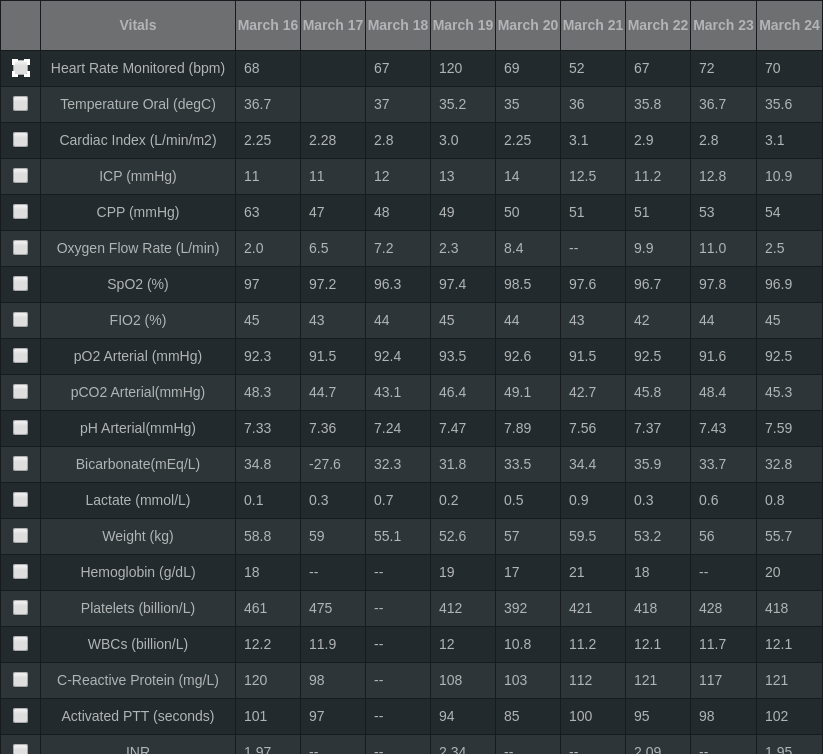 Vitals March 16 March 17 March 18 March 19 March 20 March 21 March 22 March 23 March 24
Heart Rate Monitored (bpm) 68 67 120 69 52 67 72 70
Temperature Oral (degC) 36.7 37 35.2 35 36 35.8 36.7 35.6
Cardiac Index (L/min/m2) 2.25 2.28 2.8 3.0 2.25 3.1 2.9 2.8 3.1
ICP (mmHg) 11 11 12 13 14 12.5 11.2 12.8 10.9
CPP (mmHg) 63 47 48 49 50 51 51 53 54
Oxygen Flow Rate (L/min) 2.0 6.5 7.2 2.3 8.4 -- 9.9 11.0 2.5
SpO2 (%) 97 97.2 96.3 97.4 98.5 97.6 96.7 97.8 96.9
FIO2 (%) 45 43 44 45 44 43 42 44 45
pO2 Arterial (mmHg) 92.3 91.5 92.4 93.5 92.6 91.5 92.5 91.6 92.5
pCO2 Arterial(mmHg) 48.3 44.7 43.1 46.4 49.1 42.7 45.8 48.4 45.3
pH Arterial(mmHg) 7.33 7.36 7.24 7.47 7.89 7.56 7.37 7.43 7.59
Bicarbonate(mEq/L) 34.8 -27.6 32.3 31.8 33.5 34.4 35.9 33.7 32.8
Lactate (mmol/L) 0.1 0.3 0.7 0.2 0.5 0.9 0.3 0.6 0.8
Weight (kg) 58.8 59 55.1 52.6 57 59.5 53.2 56 55.7
Hemoglobin (g/dL) 18 -- -- 19 17 21 18 -- 20
Platelets (billion/L) 461 475 -- 412 392 421 418 428 418
WBCs (billion/L) 12.2 11.9 -- 12 10.8 11.2 12.1 11.7 12.1
C-Reactive Protein (mg/L) 120 98 -- 108 103 112 121 117 121
Activated PTT (seconds) 101 97 -- 94 85 100 95 98 102
INR 1.97 -- -- 2.34 -- -- 2.09 -- 1.95